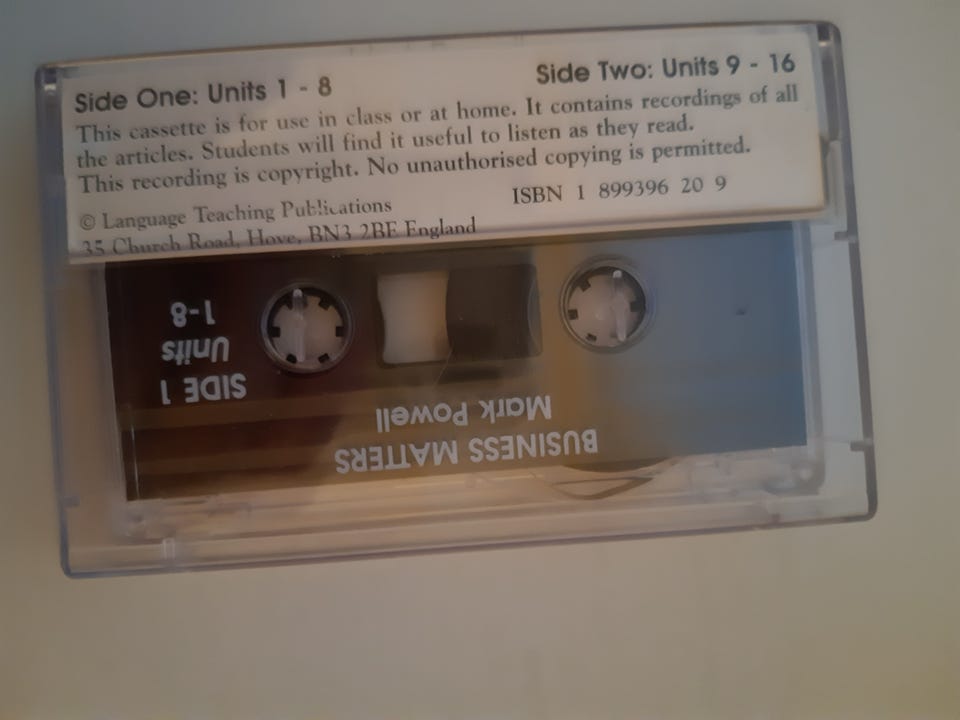 Side One: Units 1 - 8
Side Two: Units 9 - 16
This cassette is for use in class or at home. It contains recordings of all
the articles. Students will find it useful to listen as they read.
This recording is copyright. No unauthorised copying is permitted.
© Language Teaching Publications
ISBN 1 899396 20 9
35 Church Road, Hove, BN3 2BE England
BUSINESS MATTERS
Mark Powell
SIDE 1
Units
1-8